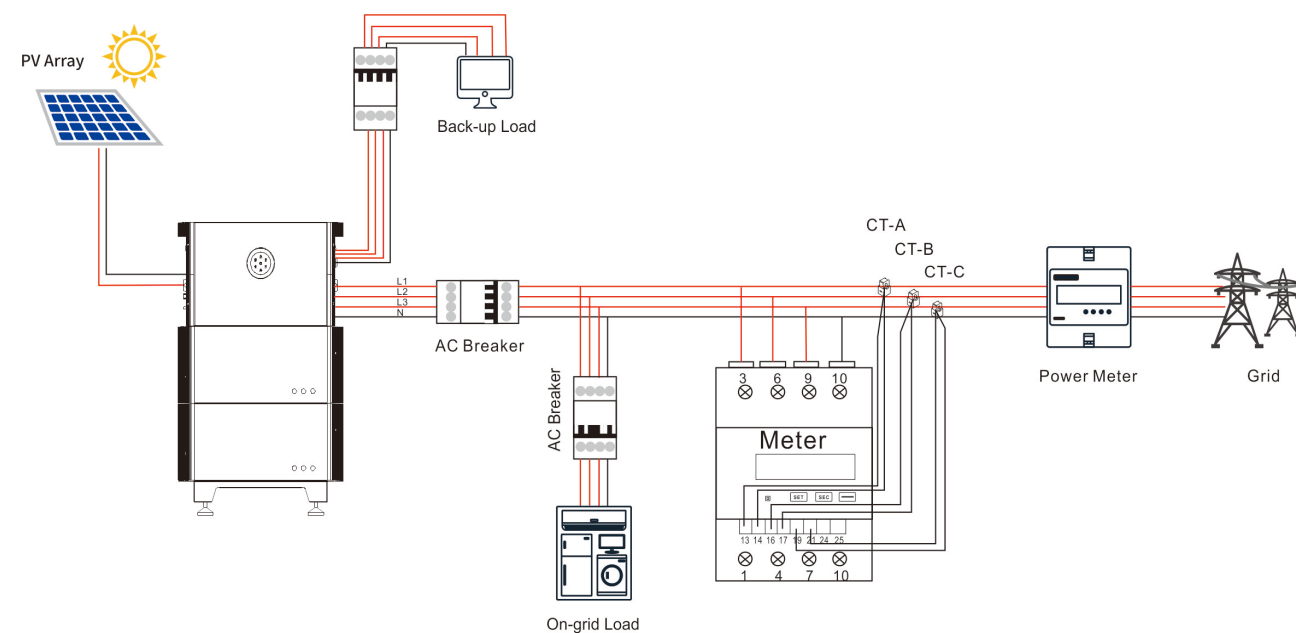 PV Array
Back-up Load
CT-A
CT-B
CT-C
L1
L2
L3
N
AC Breaker
Power Meter
Grid
AC Breaker
3 6 9 10
Meter
SET SEC
13 14 16 17 19 21 24 25
1 4 7 10
On-grid Load